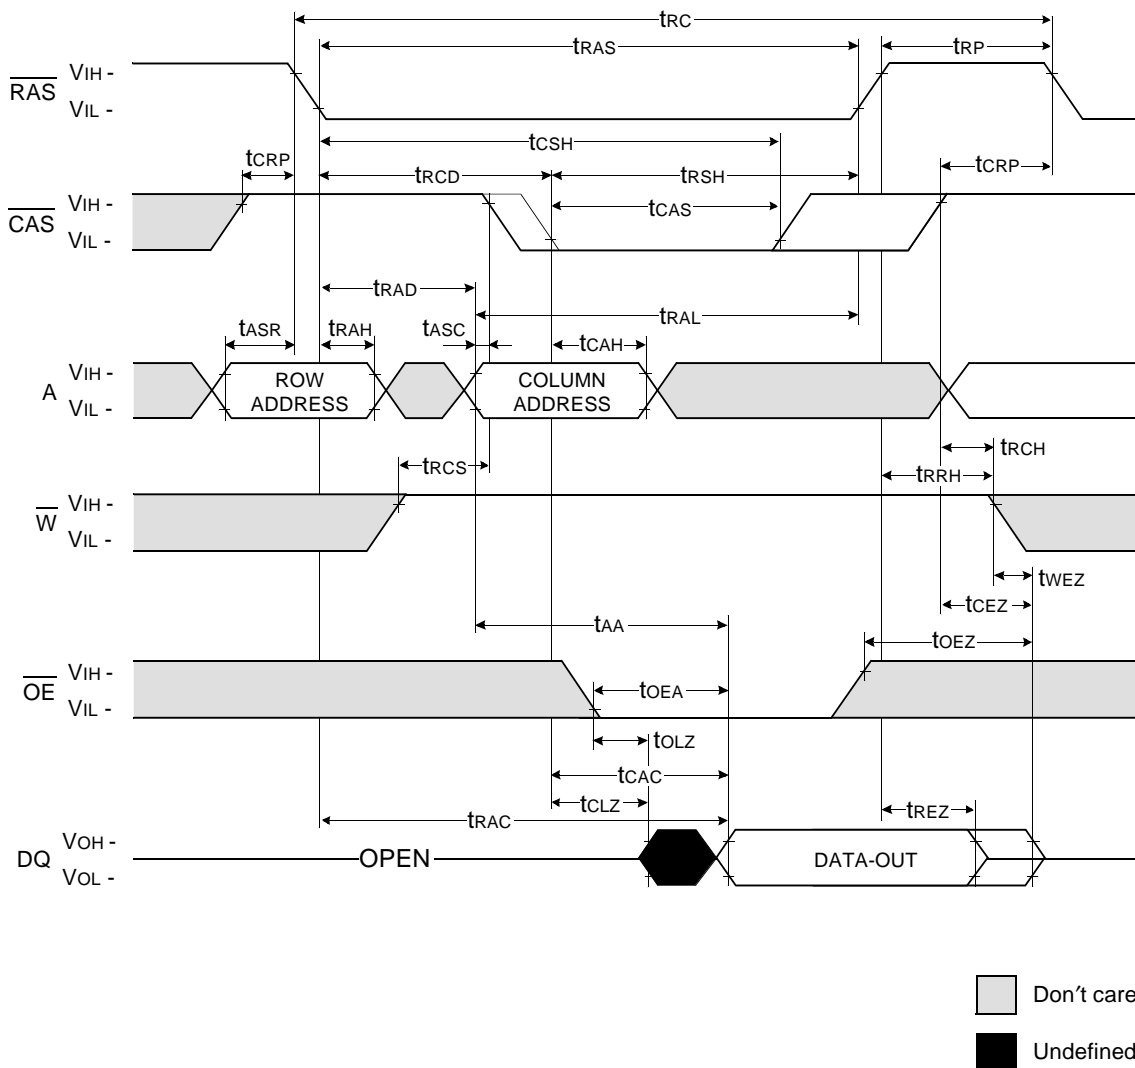 tRC
tRAS
tRP
RAS
VIH -
VIL -
tCSH
tCRP
tRCD
tRSH
tCRP
CAS
VIH -
VIL -
tCAS
tRAD
tRAL
tASR
tRAH
tASC
tCAH
A
VIH -
VIL -
ROW
ADDRESS
COLUMN
ADDRESS
tRCS
tRCH
tRRH
W
VIH -
VIL -
tWEZ
tCEZ
tAA
tOEZ
OE
VIH -
VIL -
tOEA
tOLZ
tCAC
tCLZ
tREZ
tRAC
DQ
VOH -
VOL -
OPEN
DATA-OUT
Don′t care
Undefined